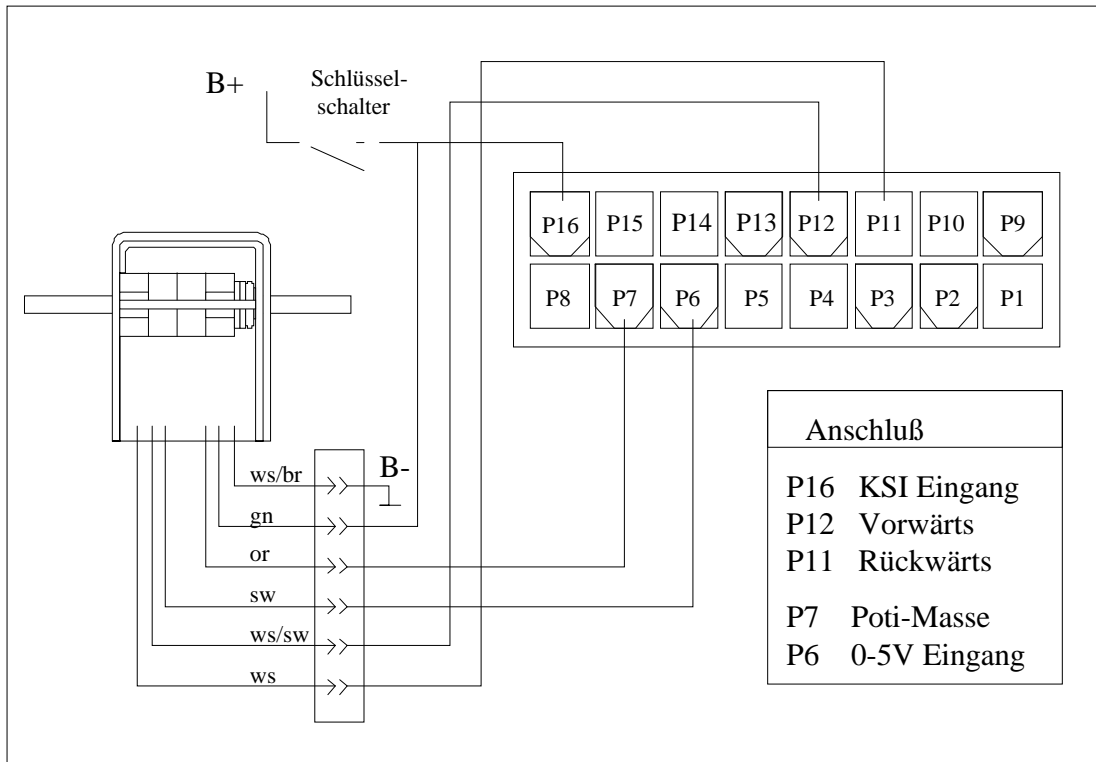 B+
Schlüssel-
schalter
P16 P15 P14 P13 P12 P11 P10 P9
P8 P7 P6 P5 P4 P3 P2 P1
ws/br
B-
gn
or
sw
ws/sw
ws
Anschluß
P16 KSI Eingang
P12 Vorwärts
P11 Rückwärts
P7 Poti-Masse
P6 0-5V Eingang